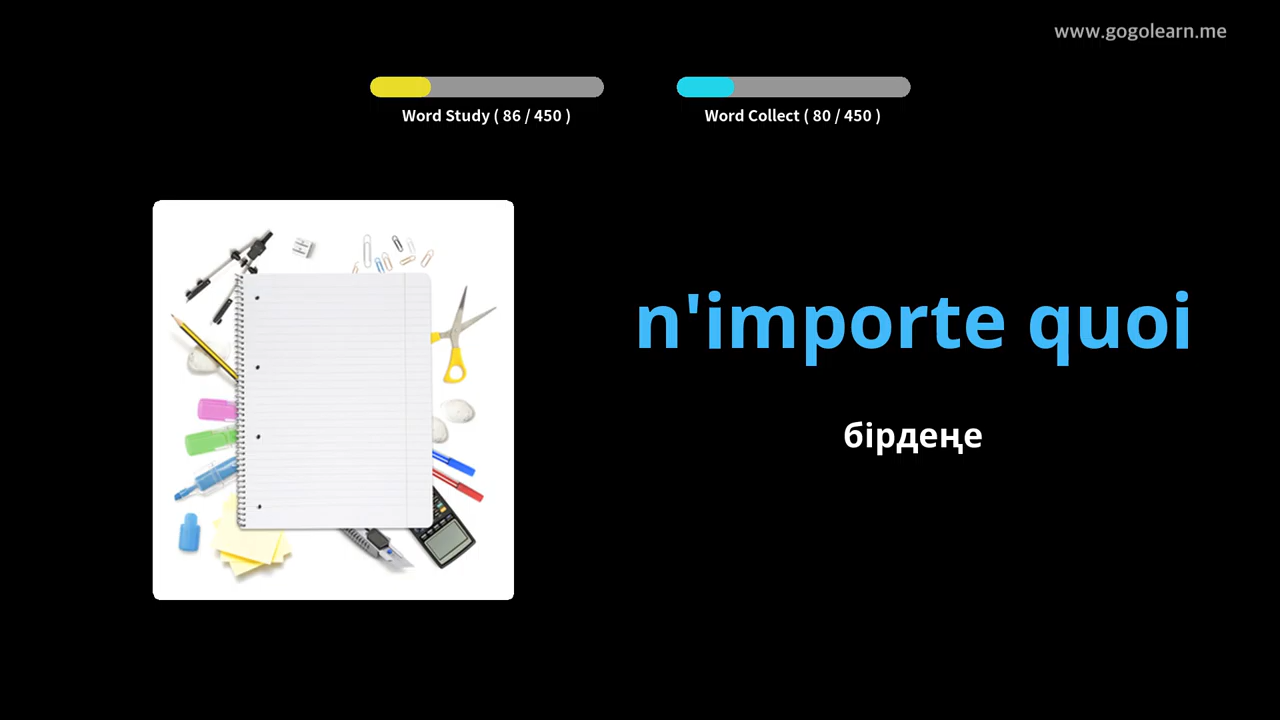 www.gogolearn.me
Word Study ( 86 / 450 )
Word Collect ( 80 / 450 )
n'importe quoi
бірдеңе